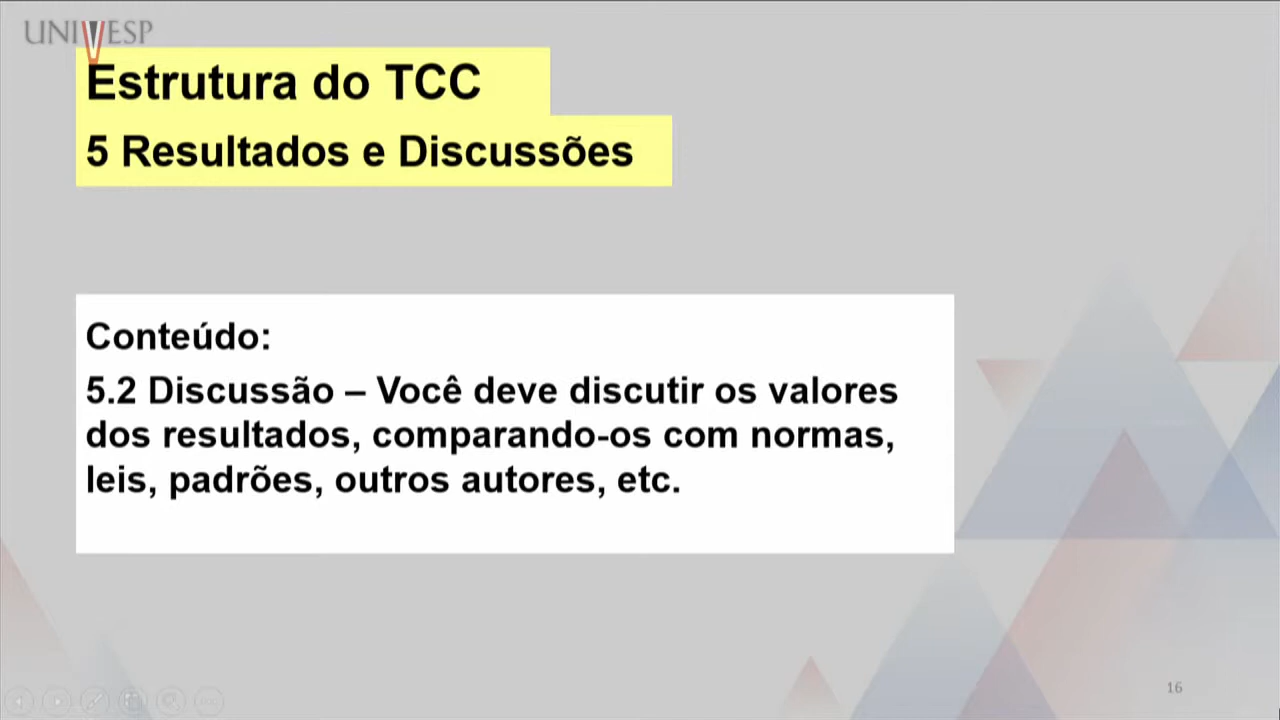 UNIVESP
Estrutura do TCC
5 Resultados e Discussões
Conteúdo:
5.2 Discussão – Você deve discutir os valores
dos resultados, comparando-os com normas,
leis, padrões, outros autores, etc.
16